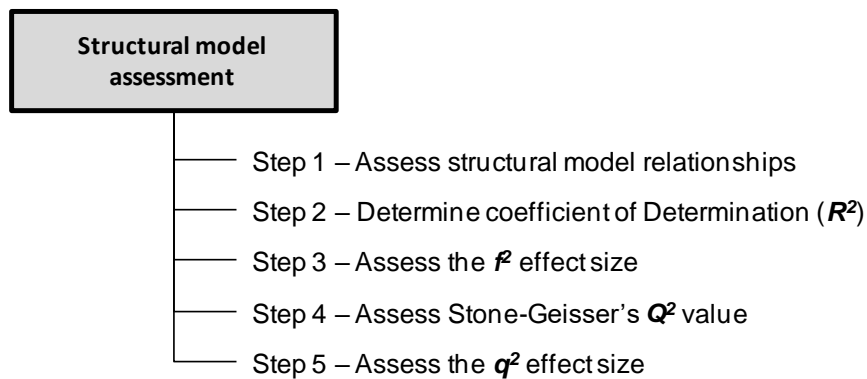 Structural model
assessment
Step 1 – Assess structural model relationships
Step 2 – Determine coefficient of Determination (R²)
Step 3 – Assess the f² effect size
Step 4 – Assess Stone-Geisser's Q² value
Step 5 – Assess the q² effect size